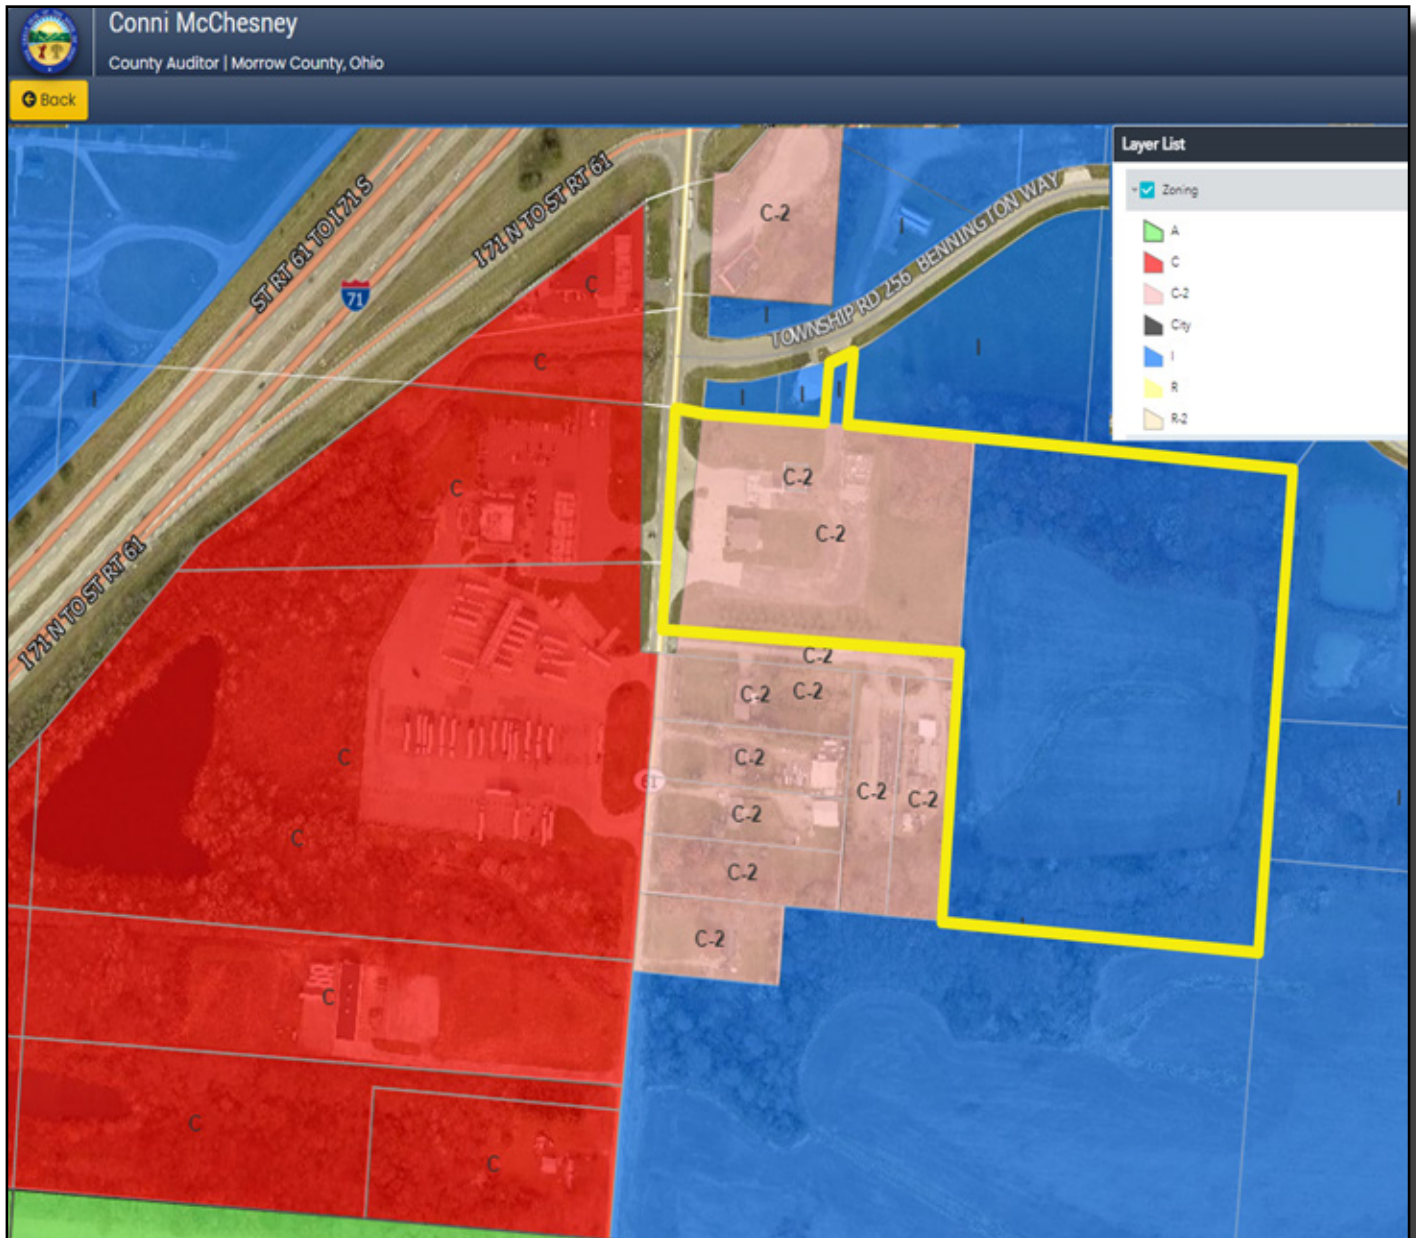 Conni McChesney
County Auditor | Morrow County, Ohio
Back
Layer List
Zoning
A
C
C-2
City
I
R
R-2
ST RT 61 TO I 71 S
I 71 N TO ST RT 61
71
I 71 N TO ST RT 61
TOWNSHIP RD 256 BENNINGTON WAY
C-2
C
I
I
C
I
I
I
I
I
C
C-2
C-2
C-2
C-2
C-2
C
C-2
61
C-2
C-2
I
C-2
C
C-2
I
C-2
C
C
C